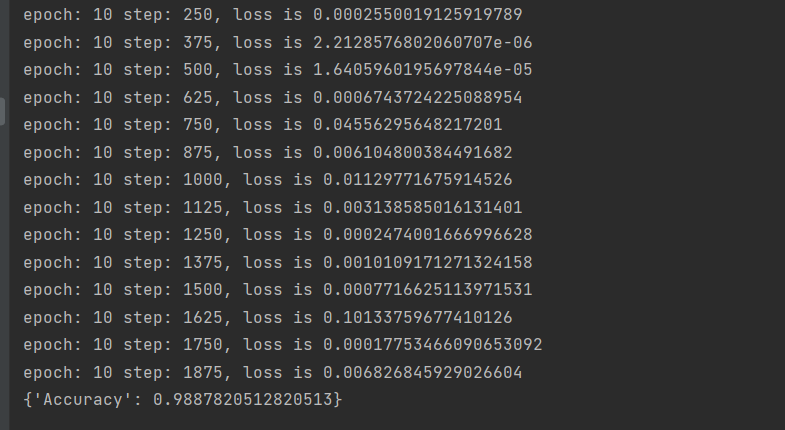 epoch: 10 step: 250, loss is 0.0002550019125919789
epoch: 10 step: 375, loss is 2.2128576802060707e-06
epoch: 10 step: 500, loss is 1.6405960195697844e-05
epoch: 10 step: 625, loss is 0.0006743724225088954
epoch: 10 step: 750, loss is 0.04556295648217201
epoch: 10 step: 875, loss is 0.006104800384491682
epoch: 10 step: 1000, loss is 0.01129771675914526
epoch: 10 step: 1125, loss is 0.003138585016131401
epoch: 10 step: 1250, loss is 0.0002474001666996628
epoch: 10 step: 1375, loss is 0.0010109171271324158
epoch: 10 step: 1500, loss is 0.0007716625113971531
epoch: 10 step: 1625, loss is 0.10133759677410126
epoch: 10 step: 1750, loss is 0.00017753466090653092
epoch: 10 step: 1875, loss is 0.006826845929026604
{'Accuracy': 0.9887820512820513}